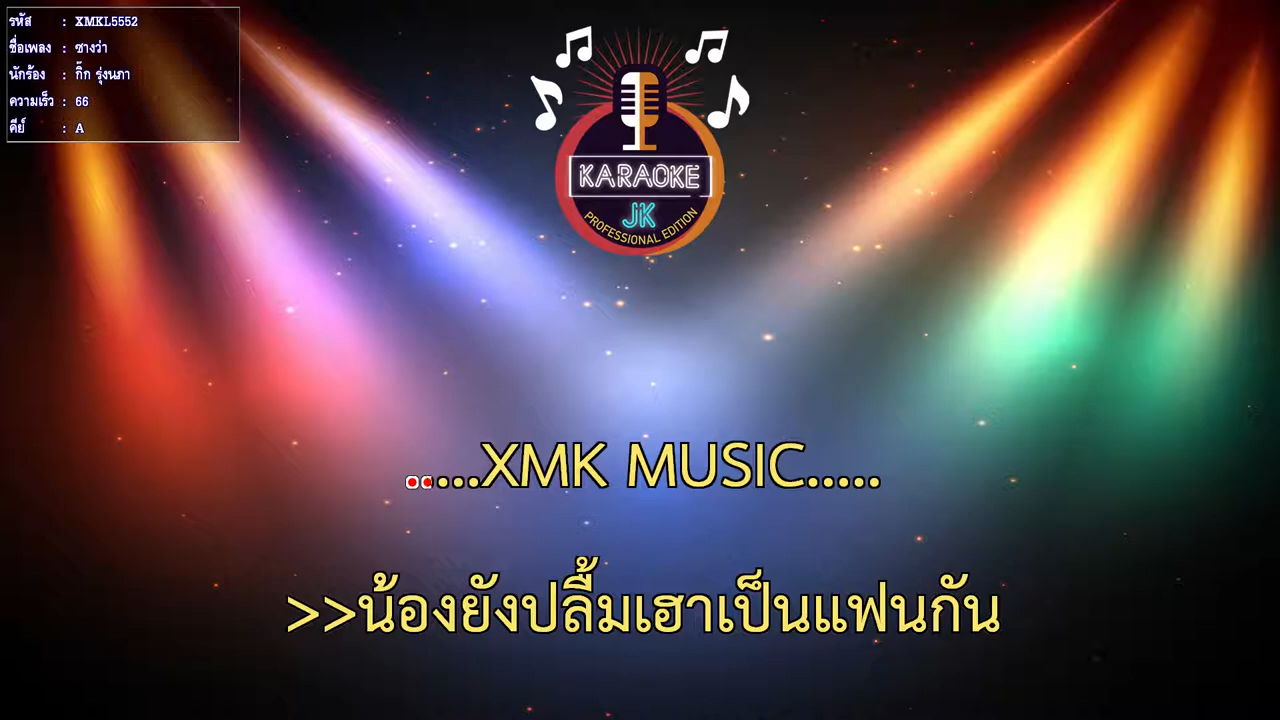 รหัส : XMKL5552
ชื่อเพลง : ซางว่า
นักร้อง : กิ๊ก รุ่งนภา
ความเร็ว : 66
คีย์ : A
KARAOKE
JK
PROFESSIONAL EDITION
.....XMK MUSIC.....
>>น้องยังปลื้มเฮาเป็นแฟนกัน